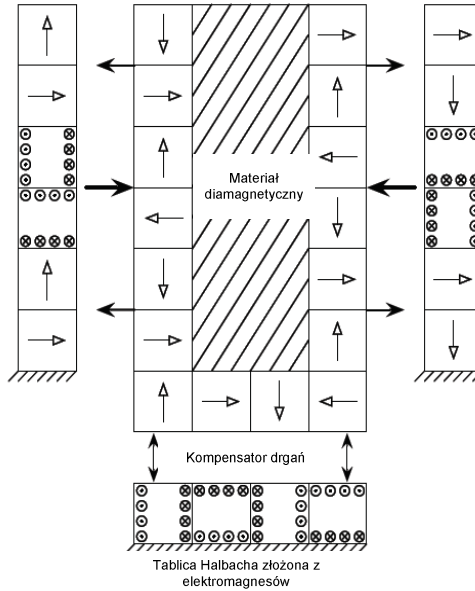 Materiał
diamagnetyczny
Kompensator drgań
Tablica Halbacha złożona z
elektromagnesów